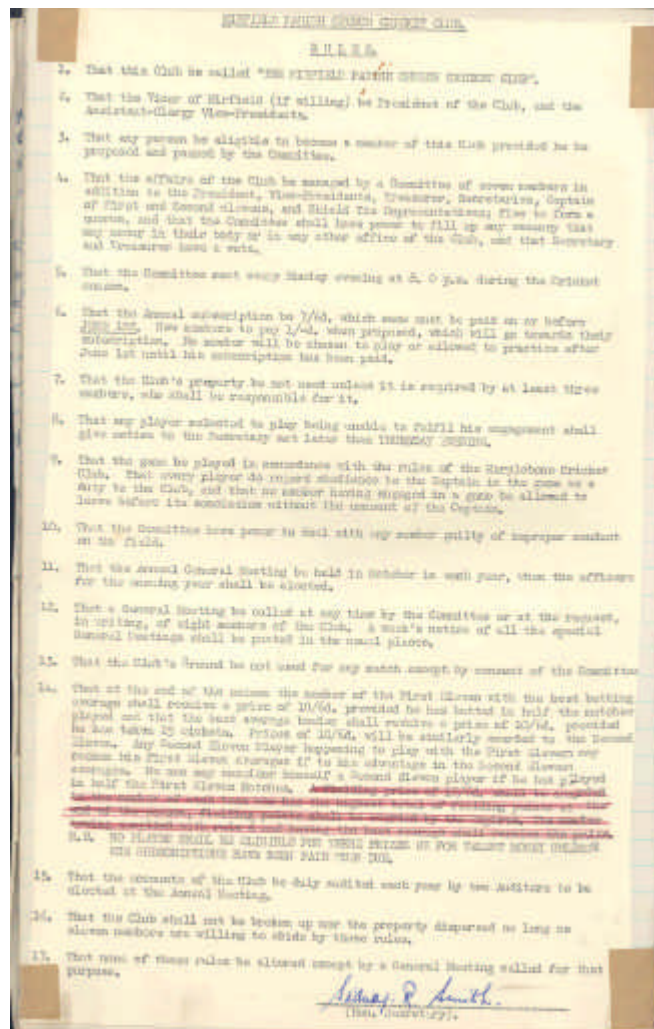 MIRFIELD PARISH CHURCH CRICKET CLUB.
RULES.
1. That this Club be called "THE MIRFIELD PARISH CHURCH CRICKET CLUB".
2. That the Vicar of Mirfield (if willing) be President of the Club, and the
Assistant-Clergy Vice-Presidents.
3. That any person be eligible to become a member of this Club provided he be
proposed and passed by the Committee.
4. That the affairs of the Club be managed by a Committee of seven members in
addition to the President, Vice-Presidents, Treasurer, Secretaries, Captain
of First and Second Elevens, and Shield Tie Representatives; five to form a
quorum, and that the Committee shall have power to fill up any vacancy that
may occur in their body or in any other office of the Club, and that Secretary
and Treasurer have a vote.
5. That the Committee meet every Monday evening at 8. 0 p.m. during the Cricket
season.
6. That the Annual subscription be 7/6d, which same must be paid on or before
June 1st. New members to pay 1/-d, when proposed, which will go towards their
subscription. No member will be chosen to play or allowed to practice after
June 1st until his subscription has been paid.
7. That the Club's property be not used unless it is required by at least three
members, who shall be responsible for it.
8. That any player selected to play being unable to fulfil his engagement shall
give notice to the Secretary not later than THURSDAY EVENING.
9. That the game be played in accordance with the rules of the Marylebone Cricket
Club. That every player do regard obedience to the Captain in the game as a
duty to the Club, and that no member having engaged in a game be allowed to
leave before its conclusion without the consent of the Captain.
10. That the Committee have power to deal with any member guilty of improper conduct
on the field.
11. That the Annual General Meeting be held in October in each year, when the officers
for the ensuing year shall be elected.
12. That a General Meeting be called at any time by the Committee or at the request,
in writing, of eight members of the Club. A week's notice of all the special
General Meetings shall be posted in the usual places.
13. That the Club's Ground be not used for any match except by consent of the Committee
14. That at the end of the season the member of the First Eleven with the best batting
average shall receive a prize of 10/6d, provided he has batted in half the matches
played and that the best average bowler shall receive a prize of 10/6d, provided
he has taken 25 wickets. Prizes of 10/6d, will be similarly awarded to the Second
Eleven. Any Second Eleven Player happening to play with the First Eleven may
reckon his First Eleven averages if to his advantage in the Second Eleven
averages. No one may consider himself a Second Eleven player if he has played
in half the First Eleven Matches.
N.B. NO PLAYER SHALL BE ELIGIBLE FOR THESE PRIZES OR FOR TALENT MONEY UNLESS
HIS SUBSCRIPTIONS HAVE BEEN PAID WHEN DUE.
15. That the accounts of the Club be duly audited each year by two Auditors to be
elected at the Annual Meeting.
16. That the Club shall not be broken up nor the property dispersed so long as
eleven members are willing to abide by these rules.
17. That none of these rules be altered except by a General Meeting called for that
purpose.
Sidney R Smith.
(Hon. Secretary).